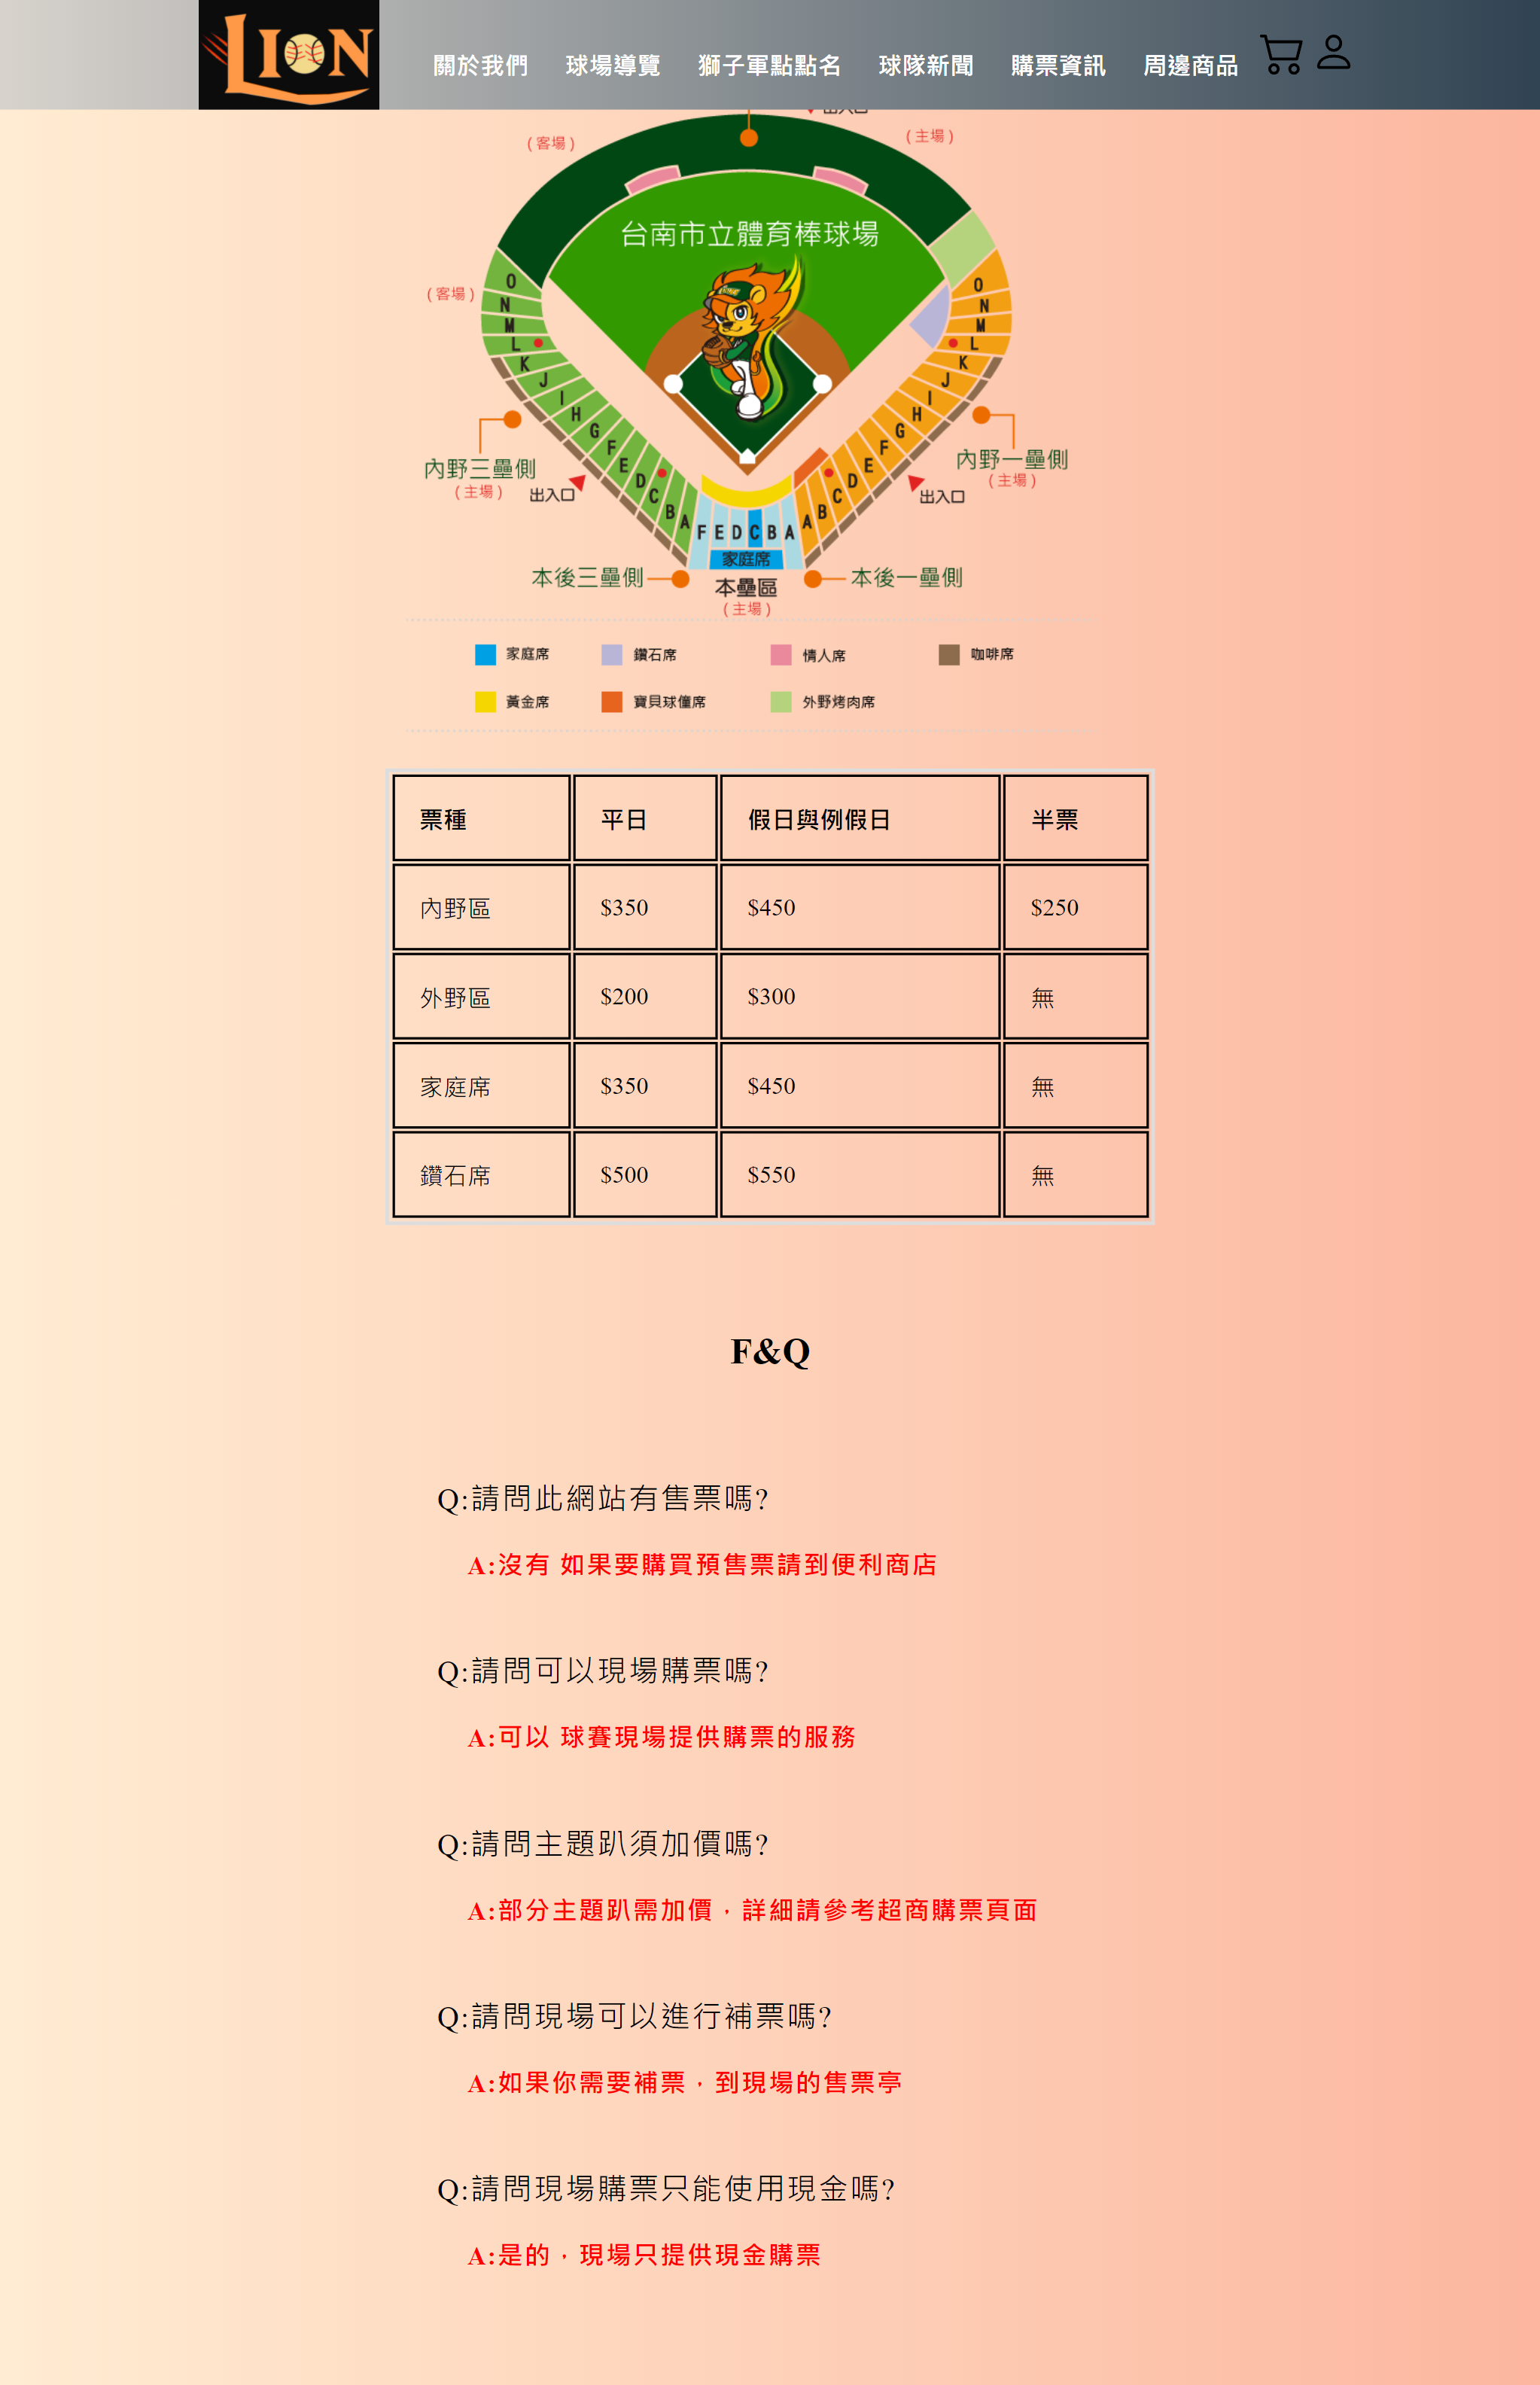 LION
關於我們 球場導覽 獅子軍點點名 球隊新聞 購票資訊 周邊商品
出入口
(客場) (主場)
台南市立體育棒球場
(客場)
O N M L K J I H G F E D C B A
F E D C B A
A B C D E F G H I J K L M N O
內野三壘側
(主場)
出入口
內野一壘側
(主場)
出入口
家庭席
本後三壘側
本壘區
(主場)
本後一壘側
家庭席 鑽石席 情人席 咖啡席
黃金席 寶貝球僮席 外野烤肉席
票種 平日 假日與例假日 半票
內野區 $350 $450 $250
外野區 $200 $300 無
家庭席 $350 $450 無
鑽石席 $500 $550 無
F&Q
Q:請問此網站有售票嗎?
A:沒有 如果要購買預售票請到便利商店
Q:請問可以現場購票嗎?
A:可以 球賽現場提供購票的服務
Q:請問主題趴須加價嗎?
A:部分主題趴需加價，詳細請參考超商購票頁面
Q:請問現場可以進行補票嗎?
A:如果你需要補票，到現場的售票亭
Q:請問現場購票只能使用現金嗎?
A:是的，現場只提供現金購票